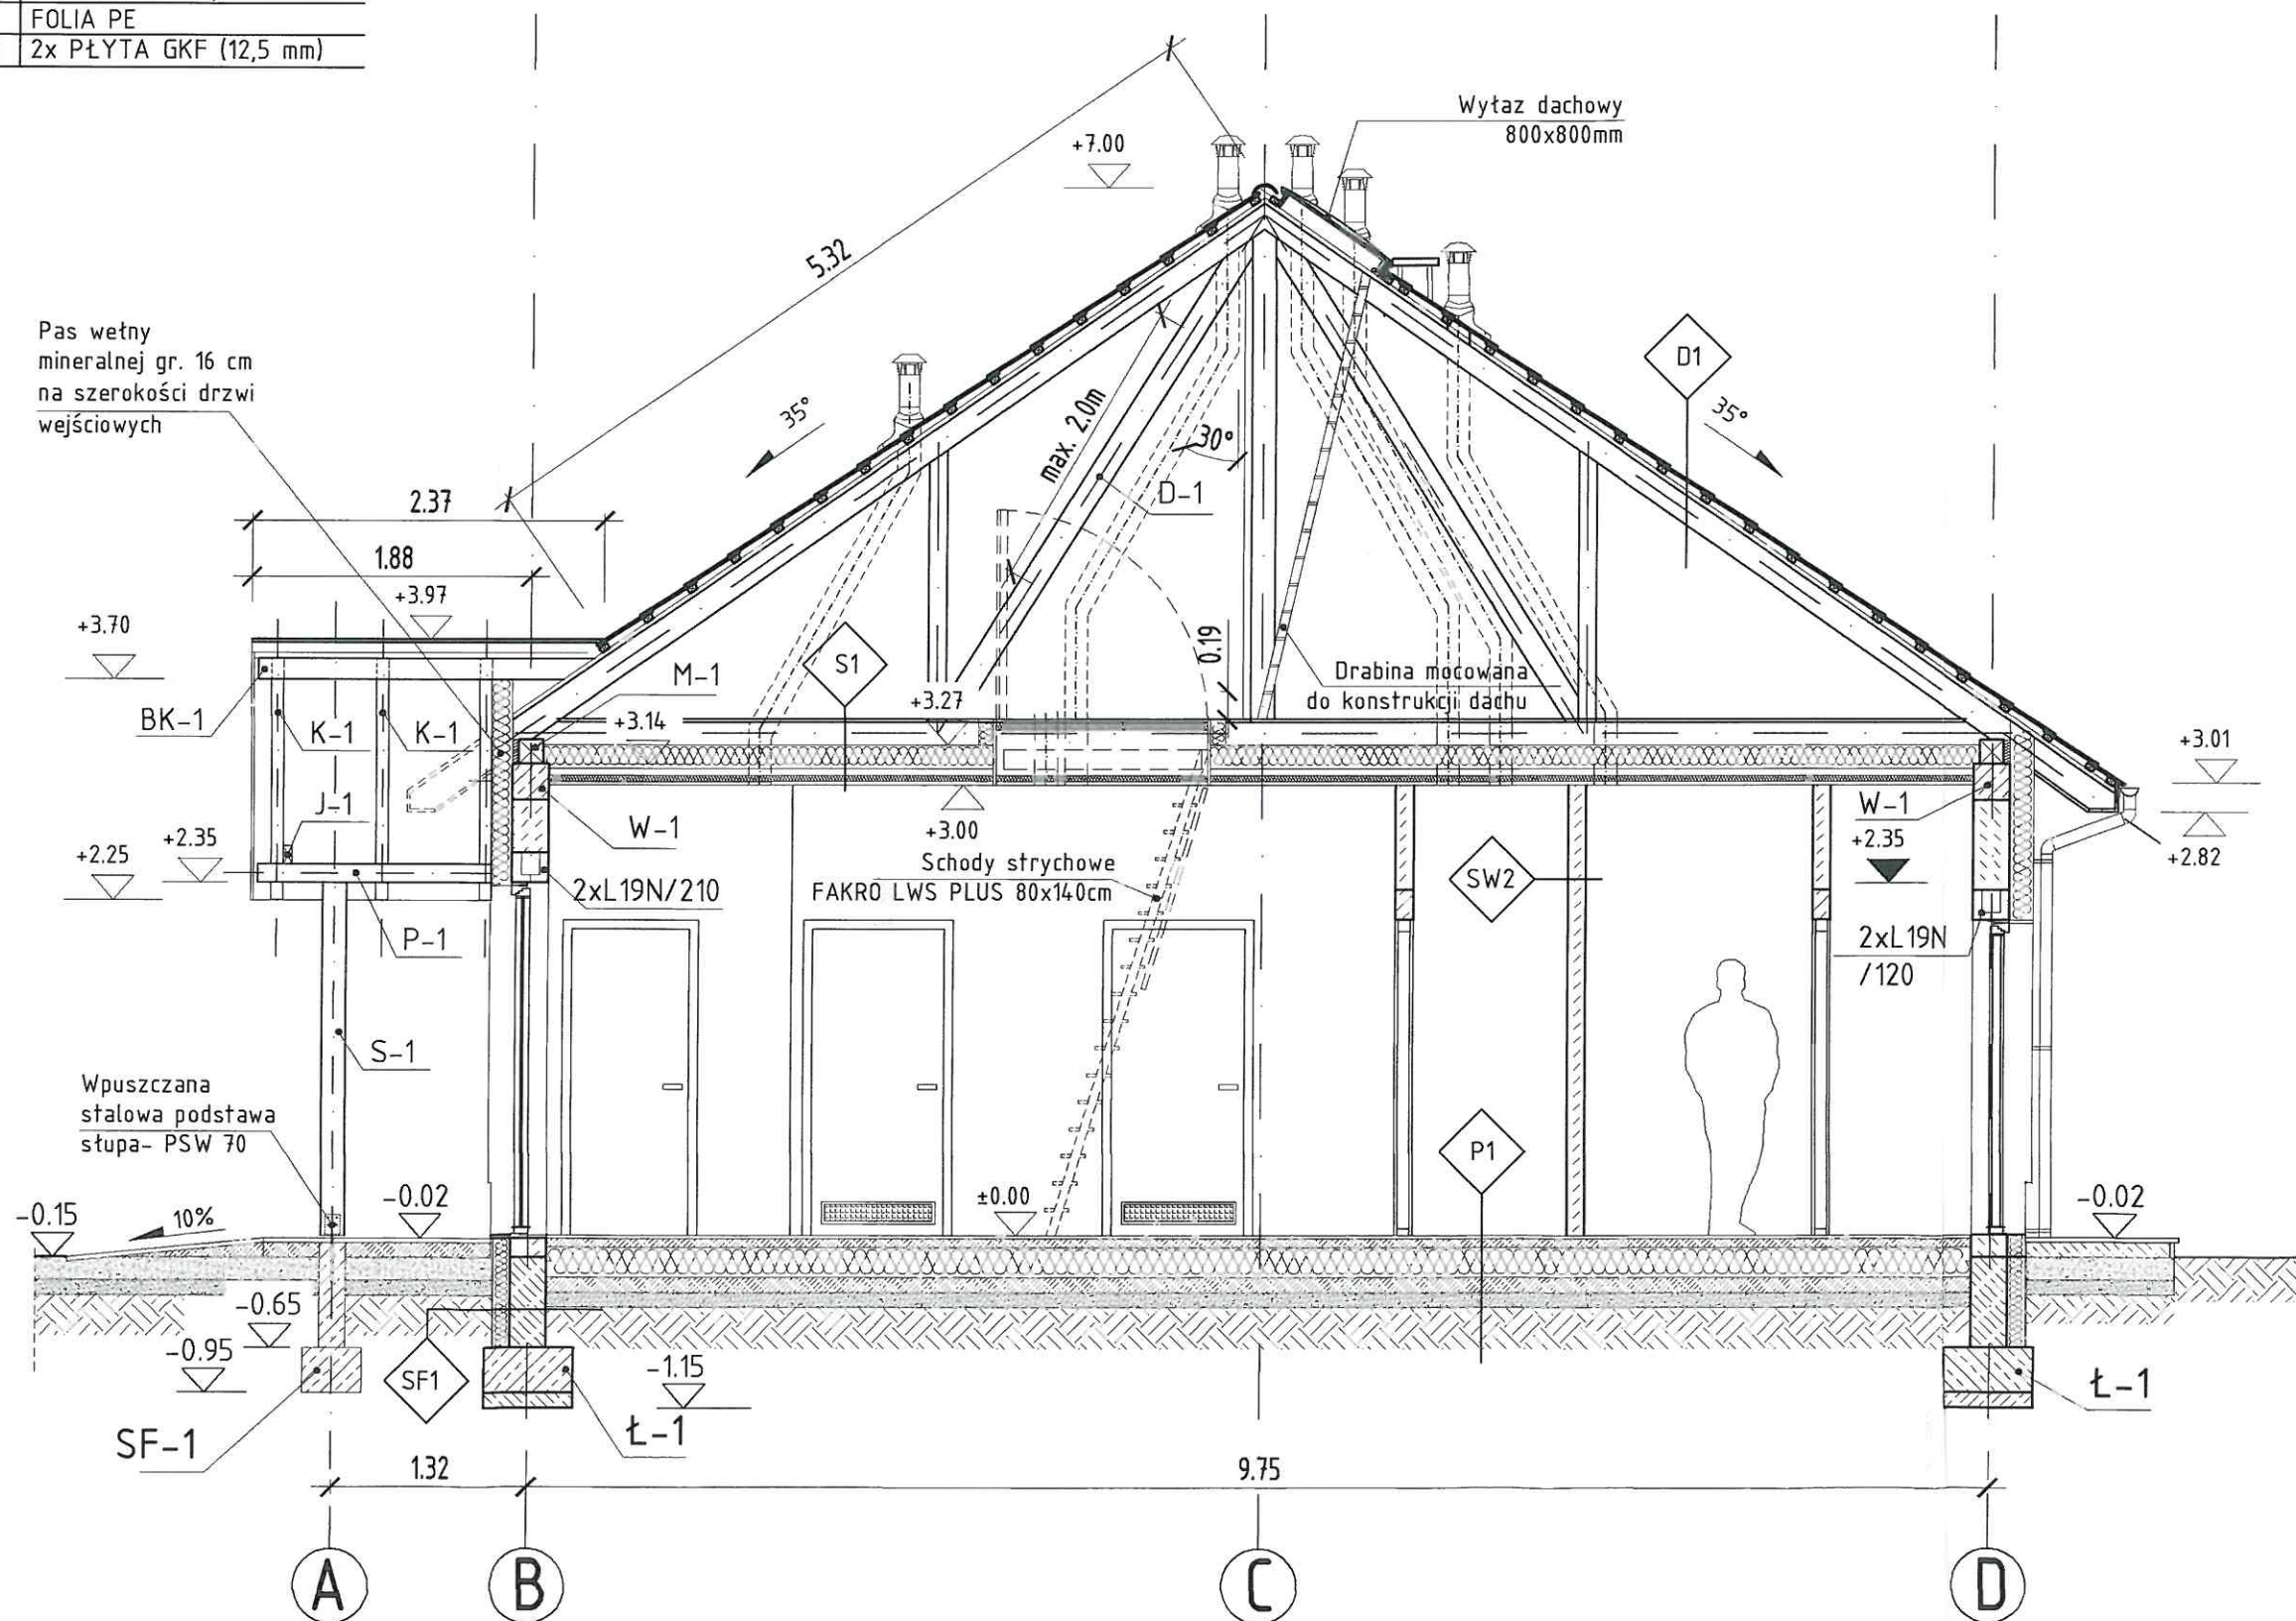 FOLIA PE
2x PŁYTA GKF (12,5 mm)
Wyłaz dachowy
800x800mm
+7.00
5.32
Pas wełny
mineralnej gr. 16 cm
na szerokości drzwi
wejściowych
35°
max. 2.0m
30°
D-1
D1
35°
2.37
1.88
+3.97
+3.70
S1
M-1
0.19
Drabina mocowana
do konstrukcji dachu
+3.27
+3.14
BK-1
K-1
K-1
+3.01
J-1
W-1
+3.00
W-1
+2.35
+2.25
+2.35
+2.82
Schody strychowe
FAKRO LWS PLUS 80x140cm
SW2
2xL19N/210
P-1
2xL19N
/120
S-1
Wpuszczana
stalowa podstawa
słupa- PSW 70
P1
-0.15
10%
-0.02
±0.00
-0.02
-0.65
-0.95
SF1
-1.15
Ł-1
SF-1
Ł-1
1.32
9.75
A
B
C
D